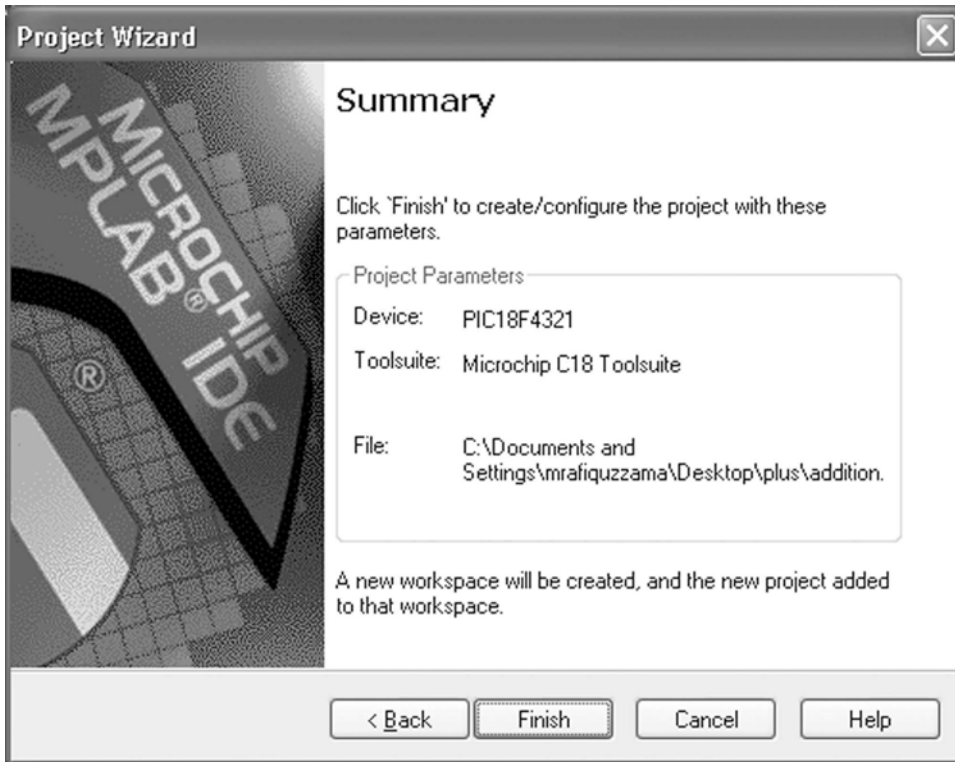 Project Wizard
MICROCHIP
MPLAB® IDE
®
Summary
Click `Finish' to create/configure the project with these
parameters.
Project Parameters
Device: PIC18F4321
Toolsuite: Microchip C18 Toolsuite
File: C:\Documents and
Settings\mrafiquzzama\Desktop\plus\addition.
A new workspace will be created, and the new project added
to that workspace.
< Back Finish Cancel Help